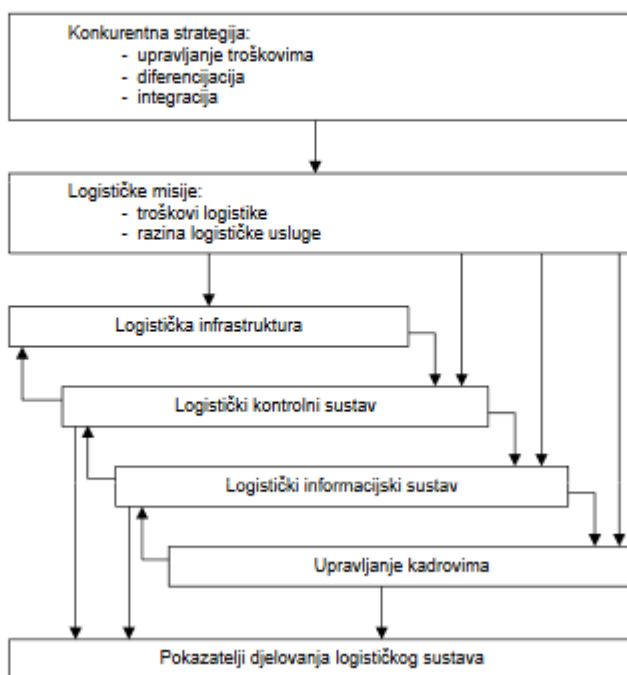 Konkurentna strategija:
- upravljanje troškovima
- diferencijacija
- integracija
Logističke misije:
- troškovi logistike
- razina logističke usluge
Logistička infrastruktura
Logistički kontrolni sustav
Logistički informacijski sustav
Upravljanje kadrovima
Pokazatelji djelovanja logističkog sustava